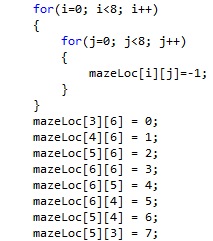 for(i=0; i<8; i++)
{
    for(j=0; j<8; j++)
    {
        mazeLoc[i][j]=-1;
    }
}
mazeLoc[3][6] = 0;
mazeLoc[4][6] = 1;
mazeLoc[5][6] = 2;
mazeLoc[6][6] = 3;
mazeLoc[6][5] = 4;
mazeLoc[6][4] = 5;
mazeLoc[5][4] = 6;
mazeLoc[5][3] = 7;